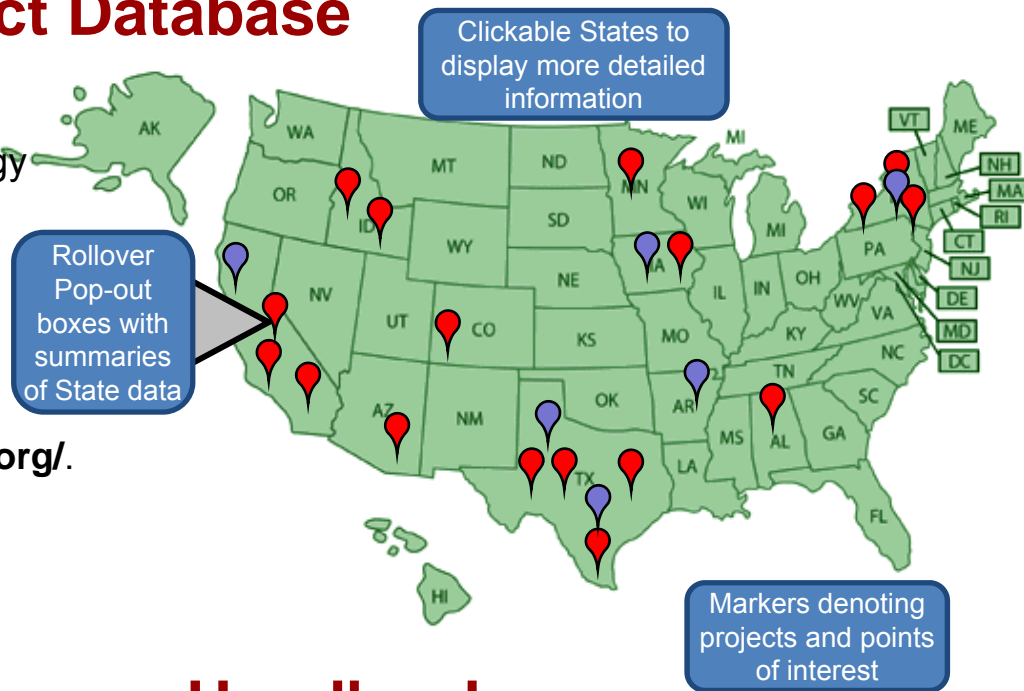 ct Database
Clickable States to
display more detailed
information
gy
Rollover
Pop-out
boxes with
summaries
of State data
org/.
AK
WA
MT
ND
MN
MI
VT
ME
NH
MA
RI
CT
NJ
DE
MD
DC
OR
ID
SD
WI
MI
PA
WY
IA
NE
IL
IN
OH
WV
VA
NV
UT
CO
KS
MO
KY
NC
TN
SC
AZ
NM
OK
AR
MS
AL
GA
LA
TX
FL
HI
Markers denoting
projects and points
of interest